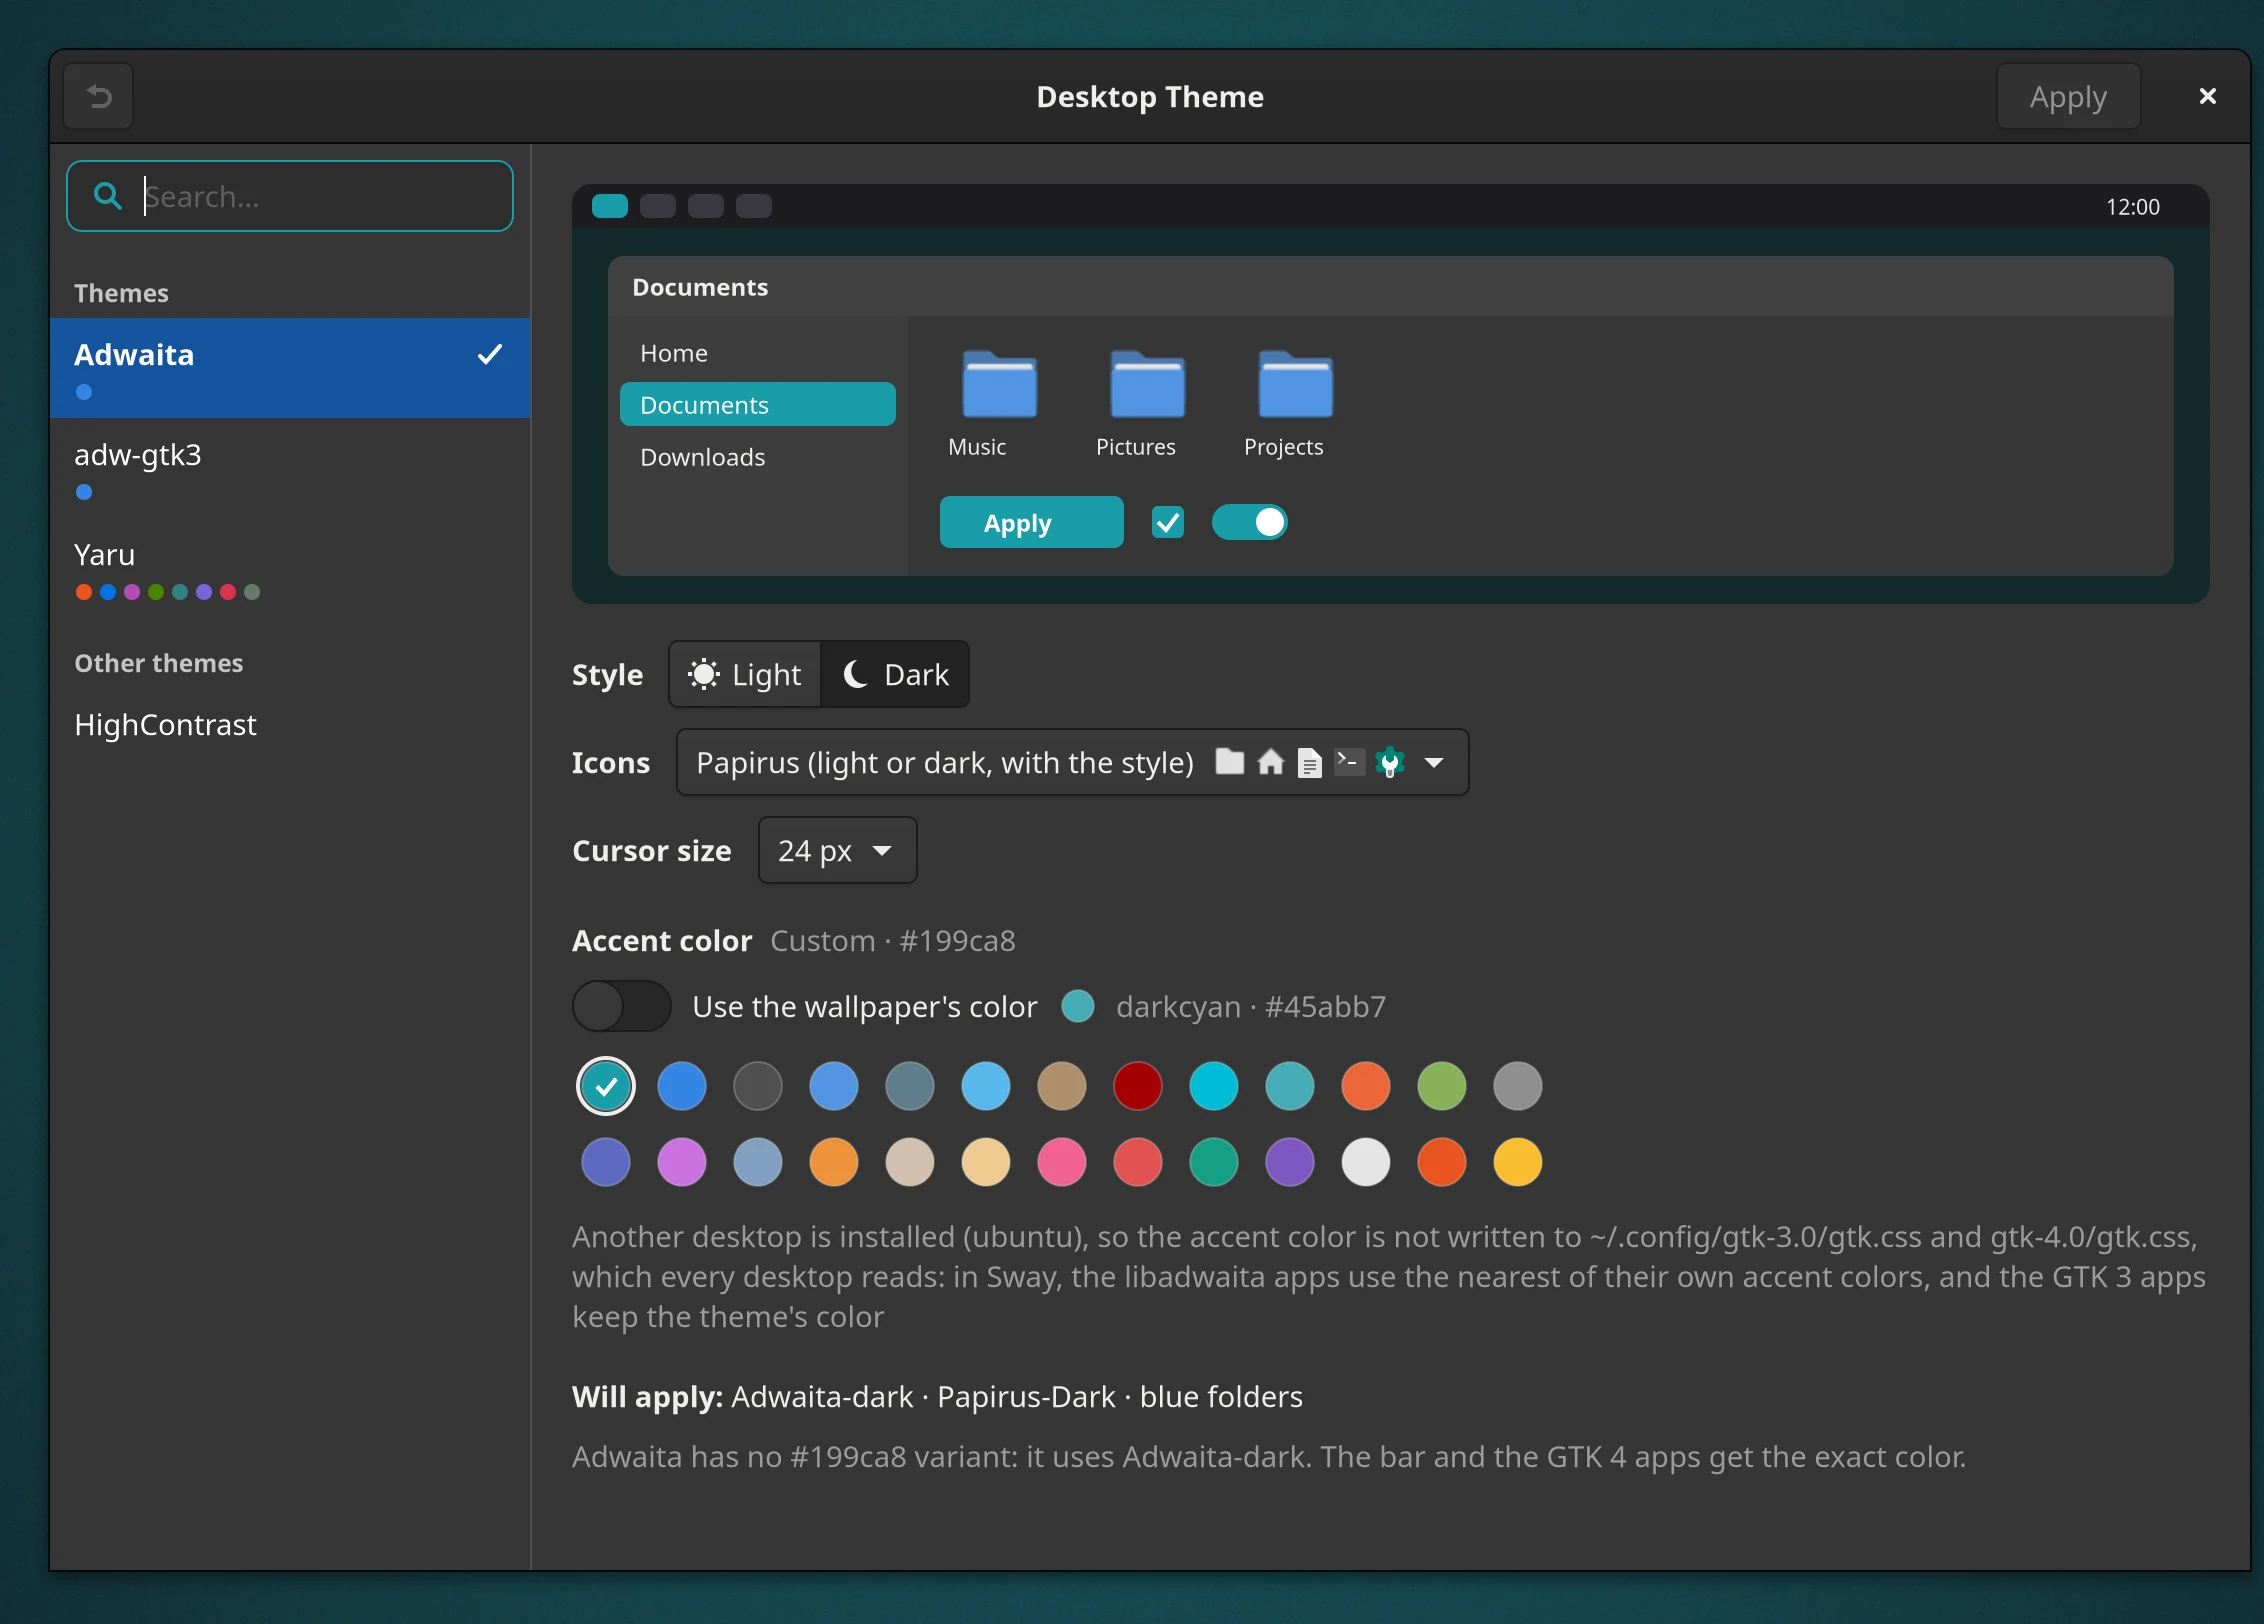 Desktop Theme
Apply
Search...
Themes
Adwaita
adw-gtk3
Yaru
Other themes
HighContrast
12:00
Documents
Home
Documents
Downloads
Music
Pictures
Projects
Apply
Style
Light
Dark
Icons
Papirus (light or dark, with the style)
Cursor size
24 px
Accent color Custom · #199ca8
Use the wallpaper's color
darkcyan · #45abb7
Another desktop is installed (ubuntu), so the accent color is not written to ~/.config/gtk-3.0/gtk.css and gtk-4.0/gtk.css,
which every desktop reads: in Sway, the libadwaita apps use the nearest of their own accent colors, and the GTK 3 apps
keep the theme's color
Will apply: Adwaita-dark · Papirus-Dark · blue folders
Adwaita has no #199ca8 variant: it uses Adwaita-dark. The bar and the GTK 4 apps get the exact color.